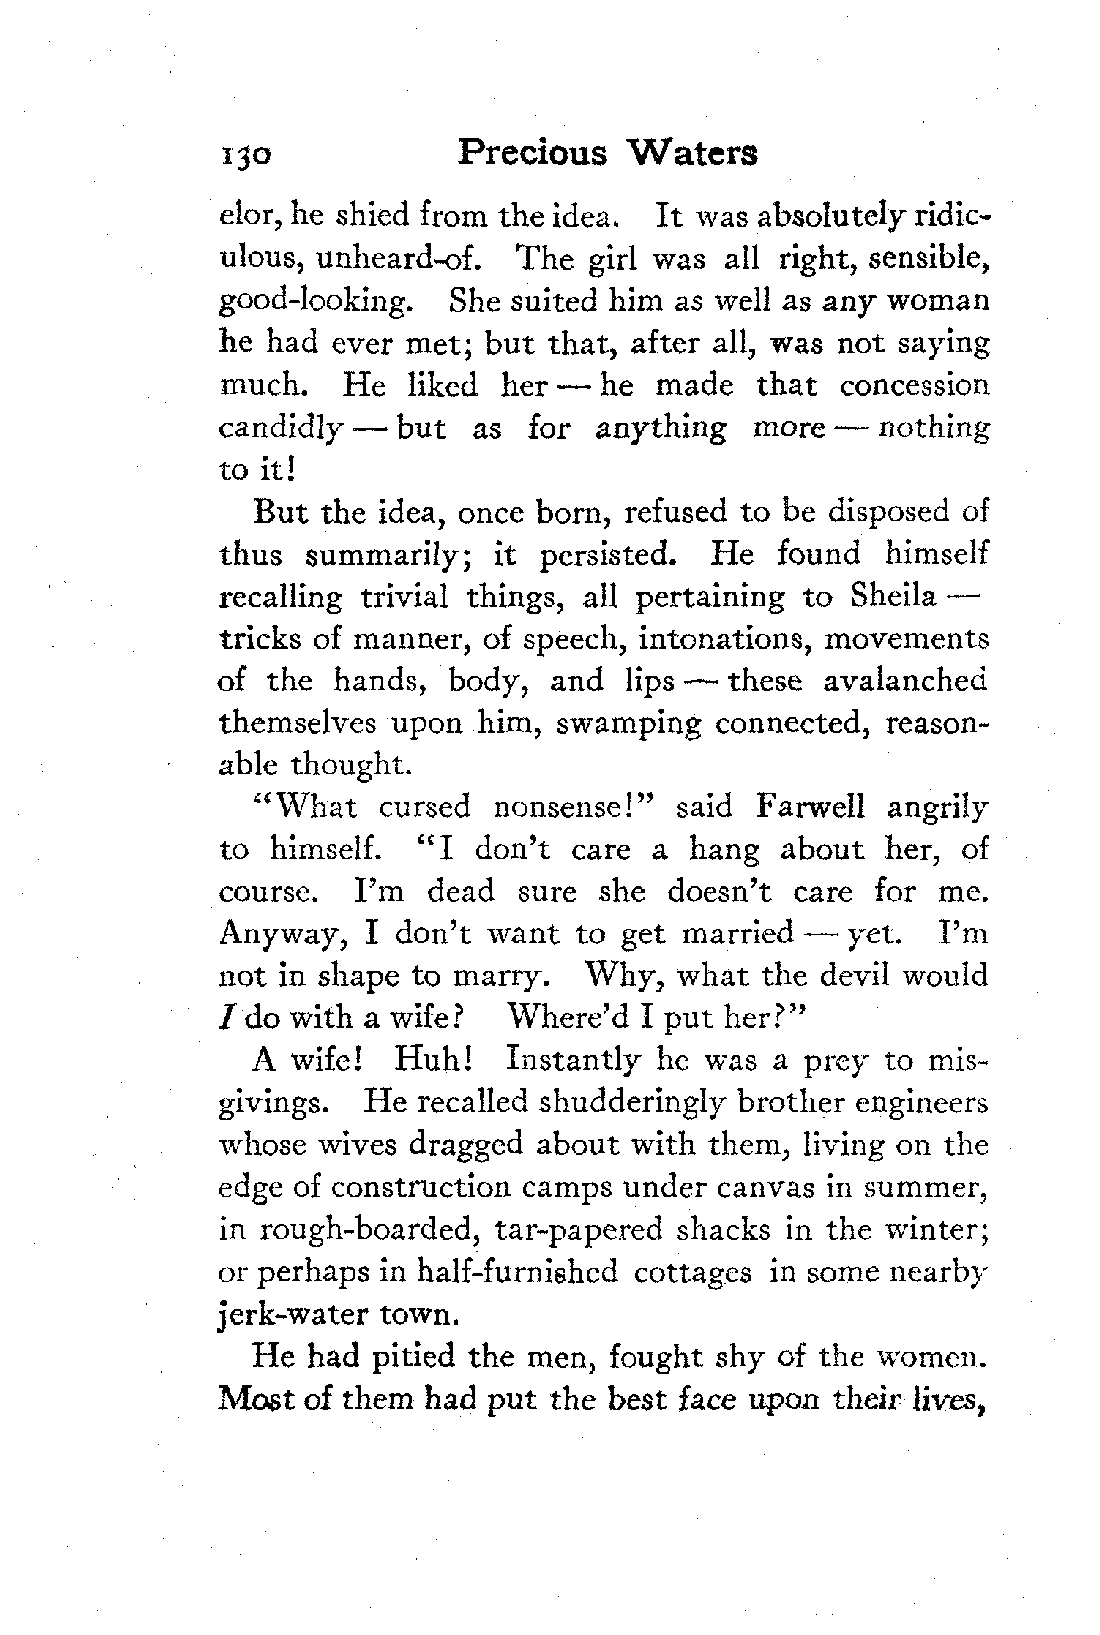 130 Precious Waters
elor, he shied from the idea. It was absolutely ridic-
ulous, unheard-of. The girl was all right, sensible,
good-looking. She suited him as well as any woman
he had ever met; but that, after all, was not saying
much. He liked her — he made that concession
candidly — but as for anything more — nothing
to it!
But the idea, once born, refused to be disposed of
thus summarily; it persisted. He found himself
recalling trivial things, all pertaining to Sheila —
tricks of manner, of speech, intonations, movements
of the hands, body, and lips — these avalanched
themselves upon him, swamping connected, reason-
able thought.
“What cursed nonsense!” said Farwell angrily
to himself. “I don’t care a hang about her, of
course. I’m dead sure she doesn’t care for me.
Anyway, I don’t want to get married — yet. I’m
not in shape to marry. Why, what the devil would
I do with a wife? Where’d I put her?”
A wife! Huh! Instantly he was a prey to mis-
givings. He recalled shudderingly brother engineers
whose wives dragged about with them, living on the
edge of construction camps under canvas in summer,
in rough-boarded, tar-papered shacks in the winter;
or perhaps in half-furnished cottages in some nearby
jerk-water town.
He had pitied the men, fought shy of the women.
Most of them had put the best face upon their lives,